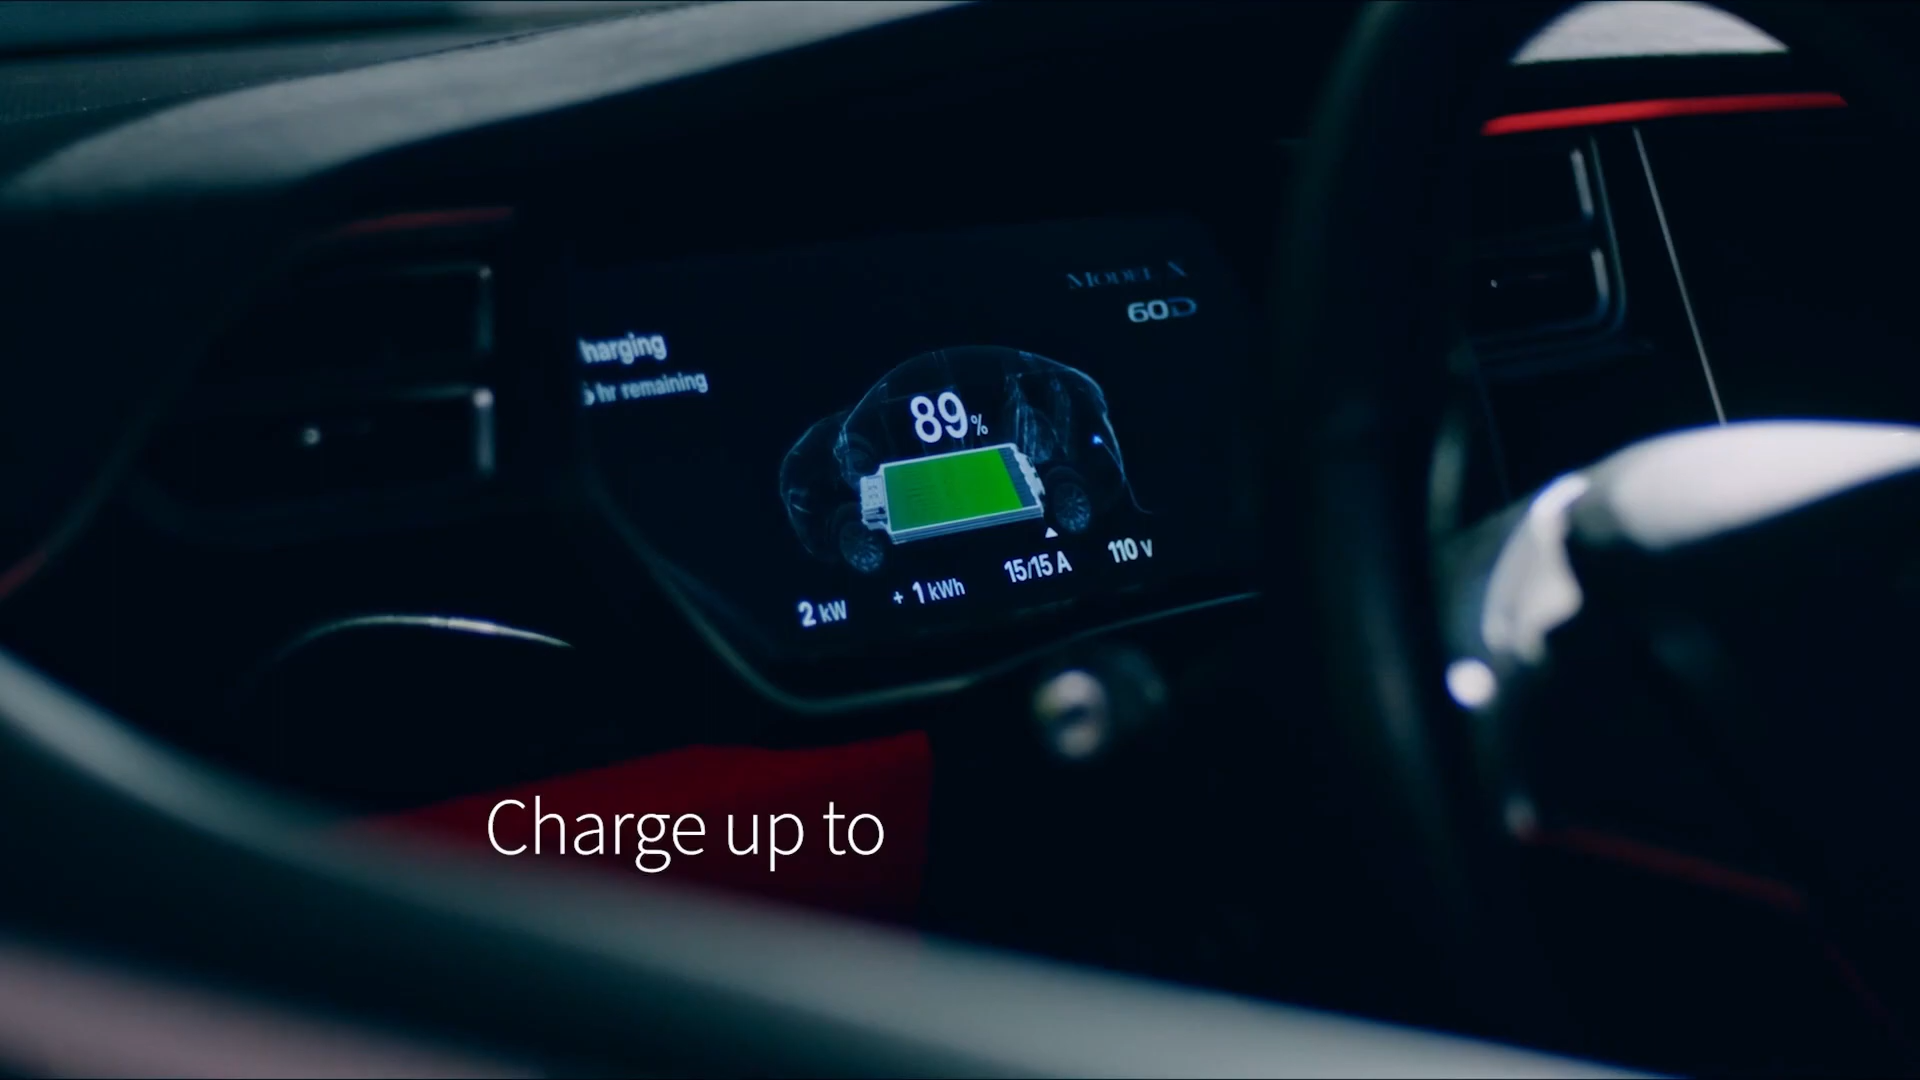 MODEL X
60D
harging
hr remaining
89%
2 kW
+ 1 kWh
15/15 A
110 V
Charge up to